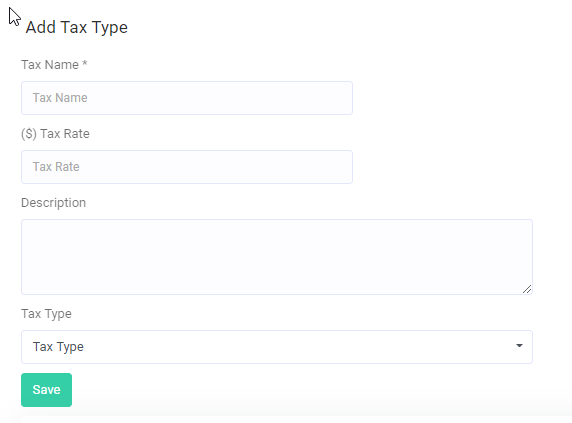 Add Tax Type
Tax Name *
Tax Name
($) Tax Rate
Tax Rate
Description
Tax Type
Tax Type
Save